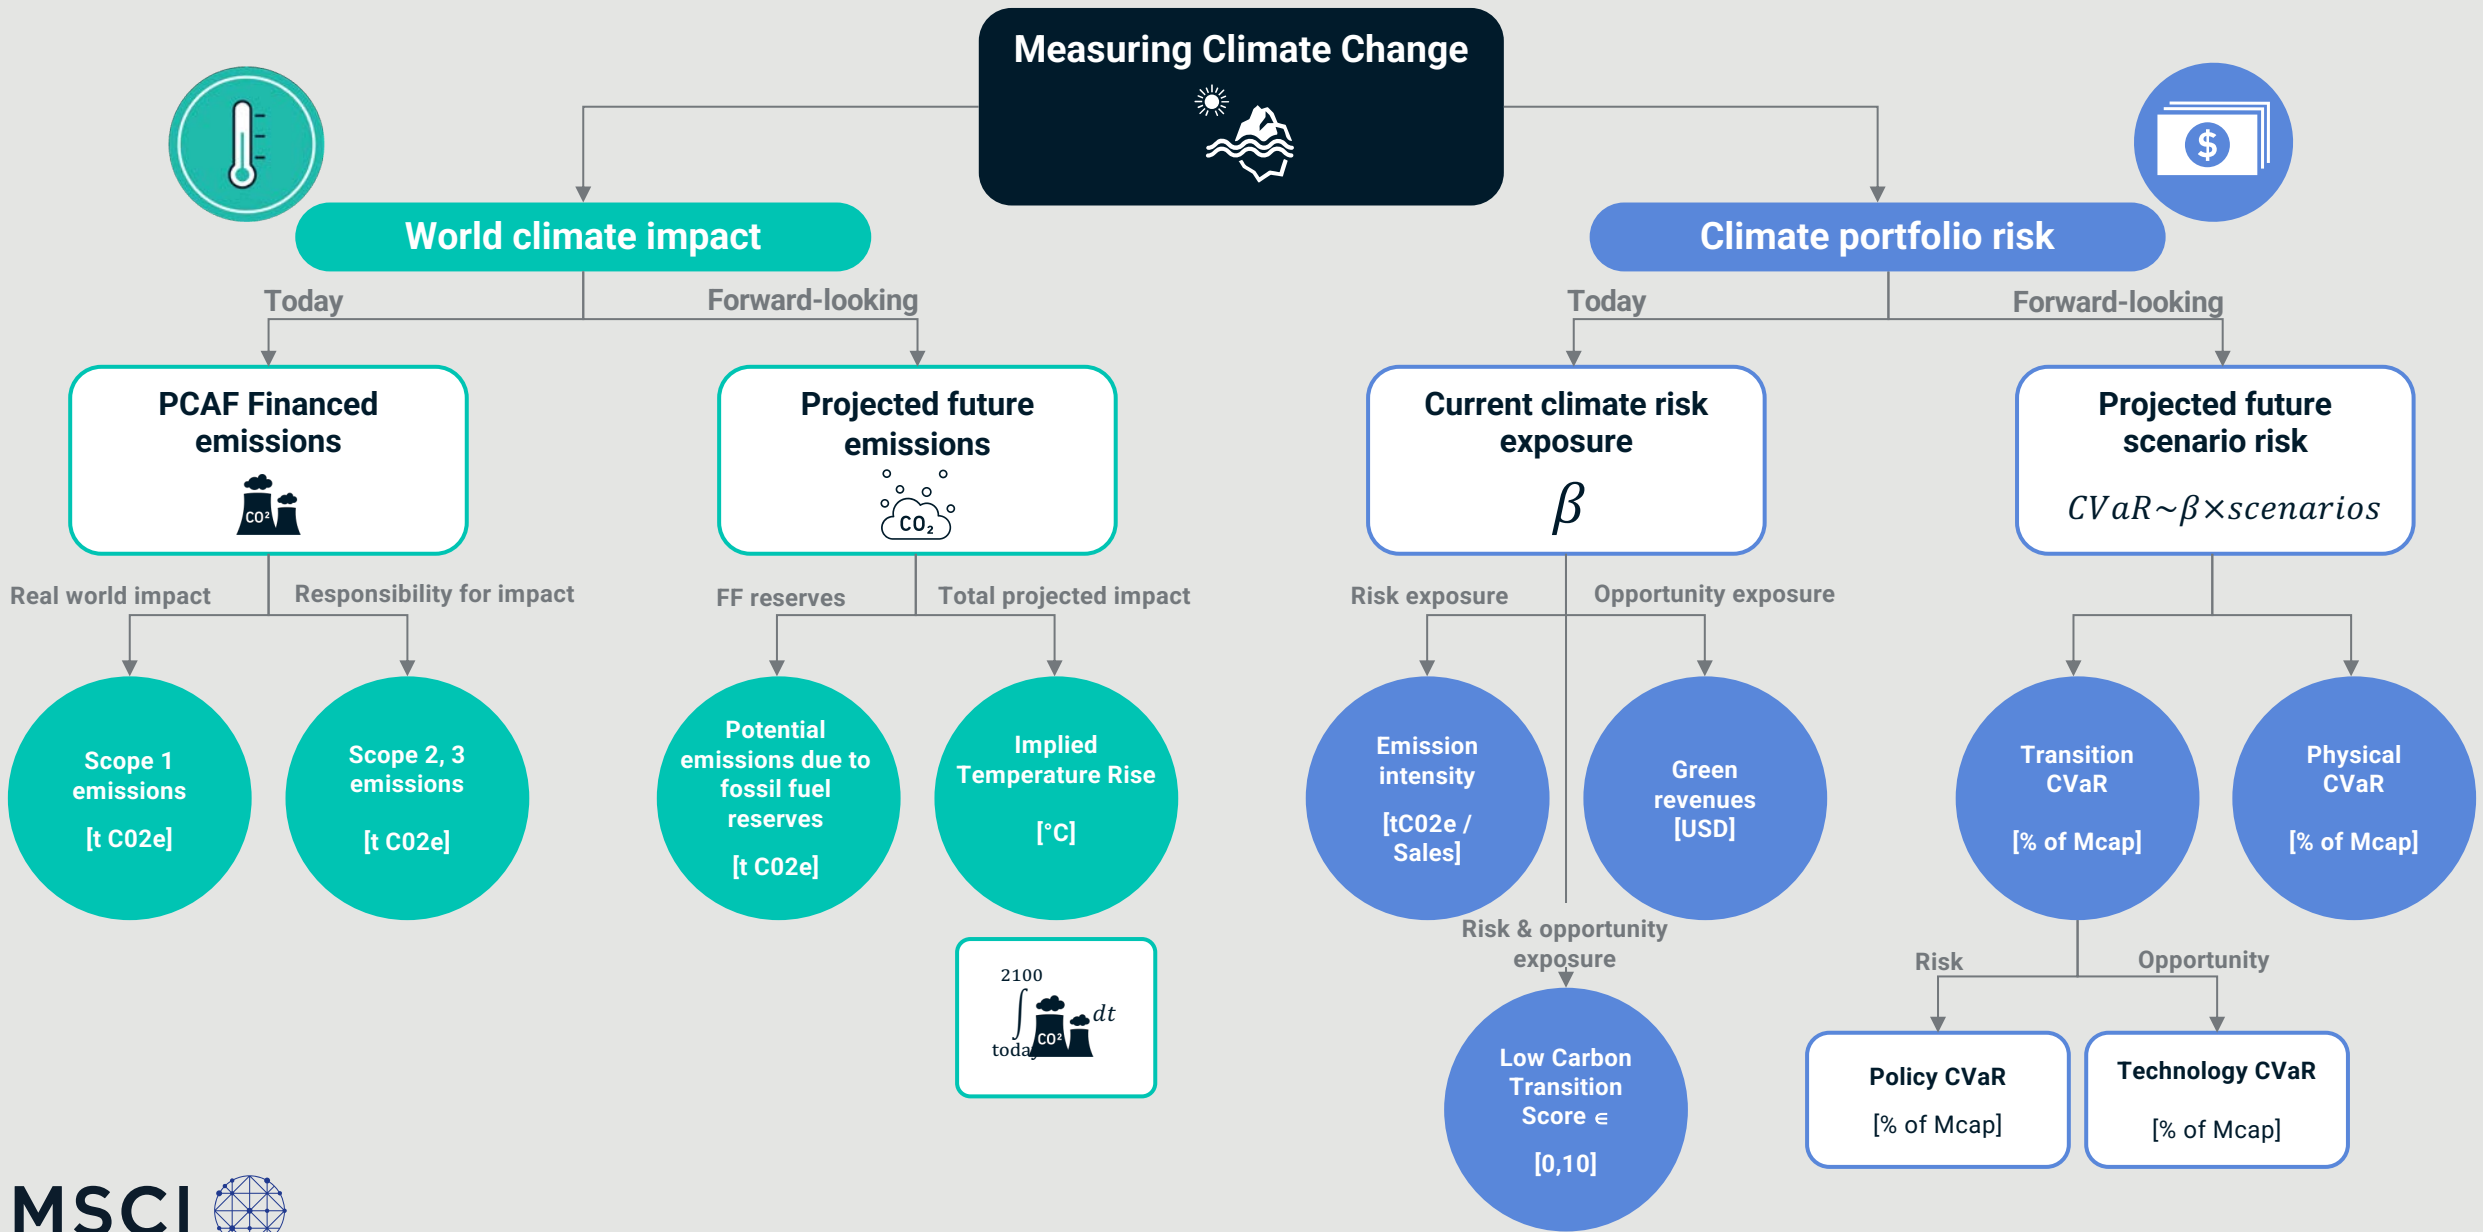 Measuring Climate Change
$
World climate impact
Climate portfolio risk
Today
Forward-looking
Today
Forward-looking
PCAF Financed
emissions
CO²
Projected future
emissions
CO₂
Current climate risk
exposure
β
Projected future
scenario risk
CVaR~β×scenarios
Real world impact
Responsibility for impact
FF reserves
Total projected impact
Risk exposure
Opportunity exposure
Scope 1
emissions
[t C02e]
Scope 2, 3
emissions
[t C02e]
Potential
emissions due to
fossil fuel
reserves
[t C02e]
Implied
Temperature Rise
[°C]
Emission
intensity
[tC02e /
Sales]
Green
revenues
[USD]
Transition
CVaR
[% of Mcap]
Physical
CVaR
[% of Mcap]
2100
∫ CO² dt
today
Risk & opportunity
exposure
Low Carbon
Transition
Score ∈
[0,10]
Risk
Opportunity
Policy CVaR
[% of Mcap]
Technology CVaR
[% of Mcap]
MSCI